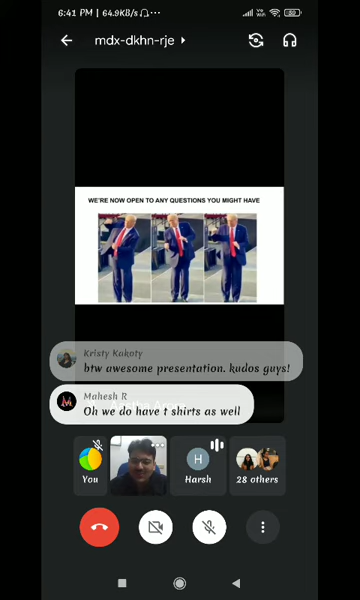 6:41 PM | 64.9KB/s
mdx-dkhn-rje
WE'RE NOW OPEN TO ANY QUESTIONS YOU MIGHT HAVE
Kristy Kakoty
btw awesome presentation. kudos guys!
Mahesh R
Oh we do have t shirts as well
You
H
Harsh
28 others